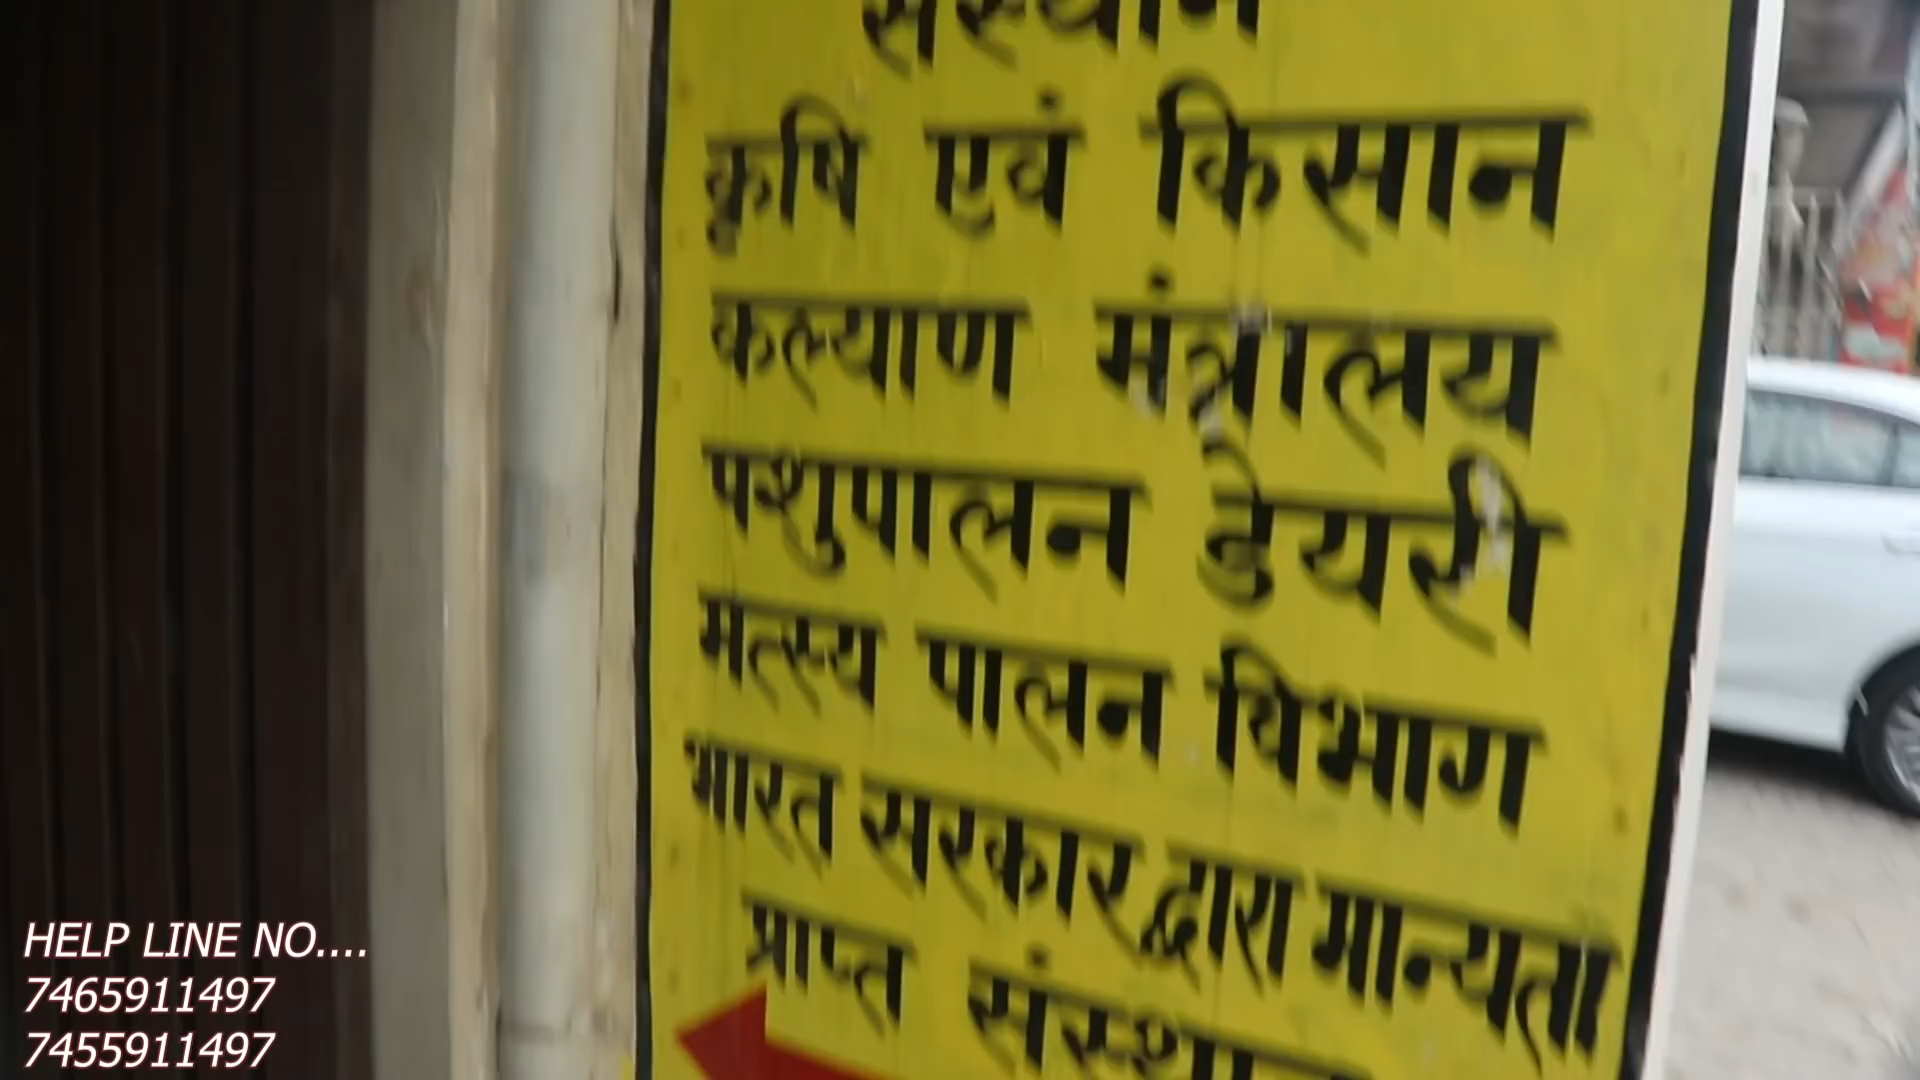 संस्थान
कृषि एवं किसान
कल्याण मंत्रालय
पशुपालन डेयरी
मत्स्य पालन विभाग
भारत सरकार द्वारा मान्यता
प्राप्त संस्थान
HELP LINE NO....
7465911497
7455911497